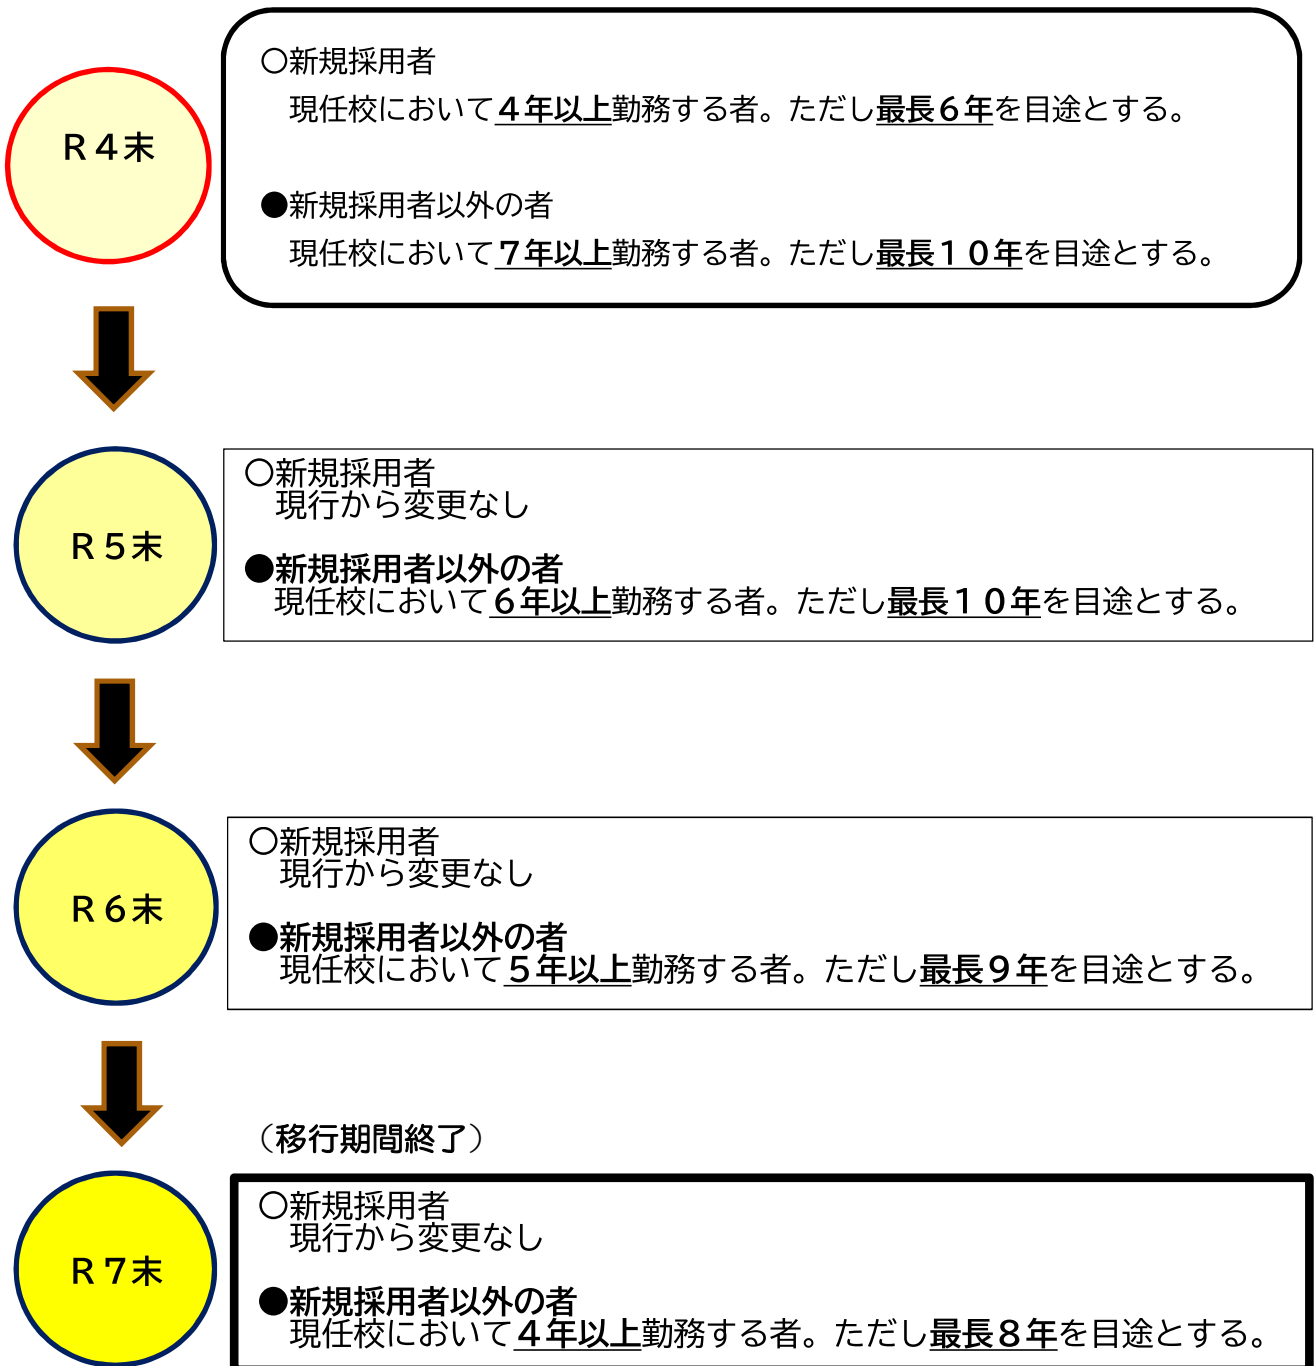 R4末
○新規採用者
現任校において4年以上勤務する者。ただし最長6年を目途とする。
●新規採用者以外の者
現任校において7年以上勤務する者。ただし最長10年を目途とする。
R5末
○新規採用者
現行から変更なし
●新規採用者以外の者
現任校において6年以上勤務する者。ただし最長10年を目途とする。
R6末
○新規採用者
現行から変更なし
●新規採用者以外の者
現任校において5年以上勤務する者。ただし最長9年を目途とする。
(移行期間終了)
R7末
○新規採用者
現行から変更なし
●新規採用者以外の者
現任校において4年以上勤務する者。ただし最長8年を目途とする。